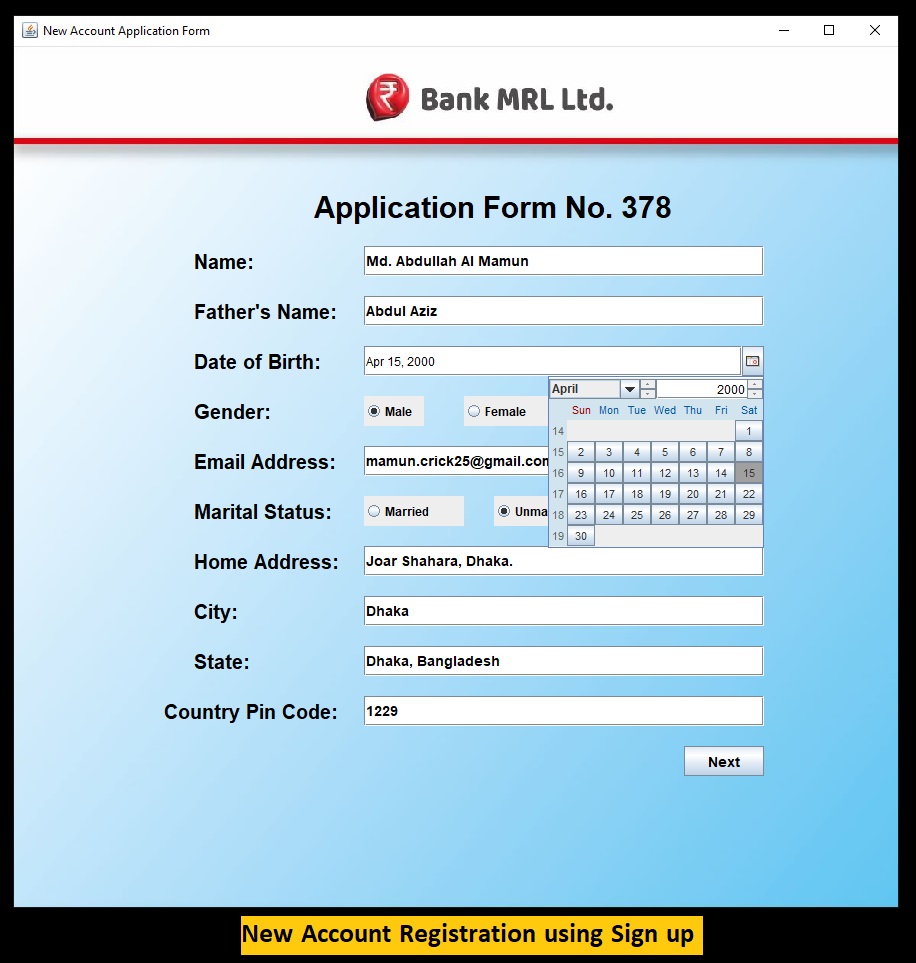 New Account Application Form
Bank MRL Ltd.
Application Form No. 378
Name: Md. Abdullah Al Mamun
Father's Name: Abdul Aziz
Date of Birth: Apr 15, 2000
April 2000
Gender: Male Female
Sun Mon Tue Wed Thu Fri Sat
14 1
15 2 3 4 5 6 7 8
Email Address: mamun.crick25@gmail.com
16 9 10 11 12 13 14 15
17 16 17 18 19 20 21 22
Marital Status: Married Unma
18 23 24 25 26 27 28 29
19 30
Home Address: Joar Shahara, Dhaka.
City: Dhaka
State: Dhaka, Bangladesh
Country Pin Code: 1229
Next
New Account Registration using Sign up